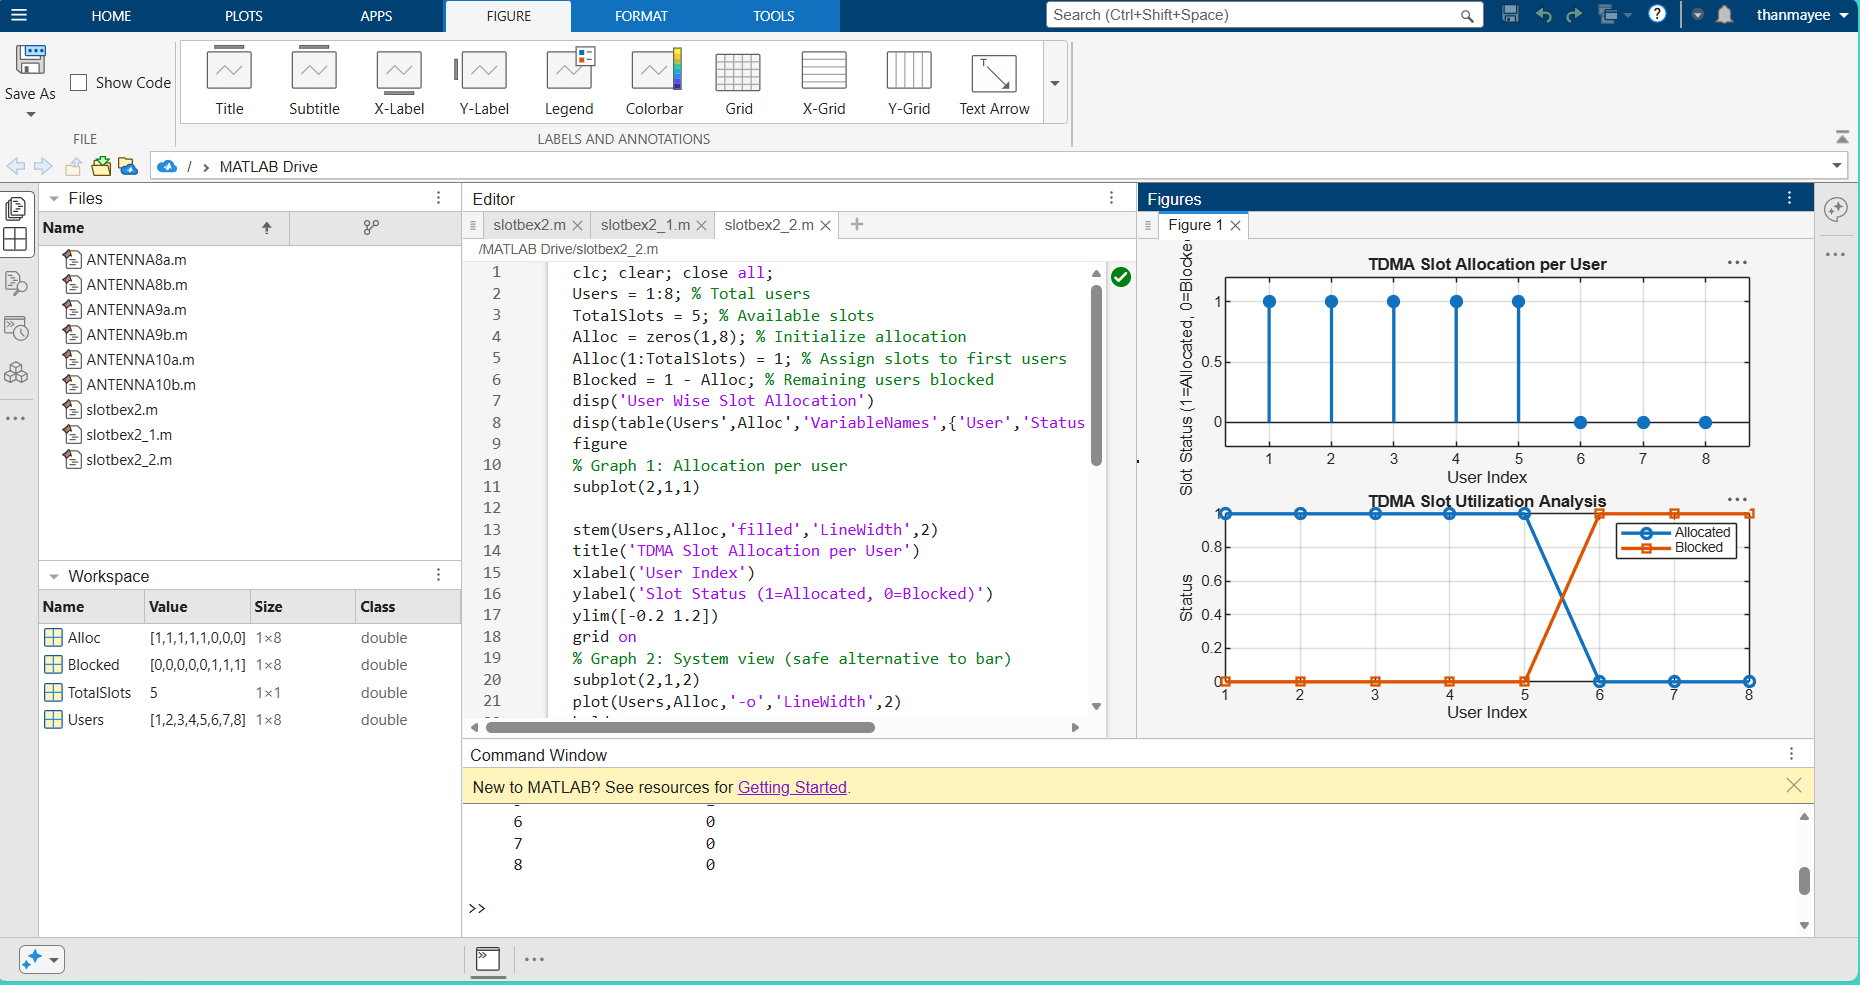 HOME PLOTS APPS FIGURE FORMAT TOOLS Search (Ctrl+Shift+Space) thanmayee
Save As
Show Code
Title Subtitle X-Label Y-Label Legend Colorbar Grid X-Grid Y-Grid Text Arrow
FILE LABELS AND ANNOTATIONS
/ › MATLAB Drive
Files
Name
ANTENNA8a.m
ANTENNA8b.m
ANTENNA9a.m
ANTENNA9b.m
ANTENNA10a.m
ANTENNA10b.m
slotbex2.m
slotbex2_1.m
slotbex2_2.m
Workspace
Name Value Size Class
Alloc [1,1,1,1,1,0,0,0] 1×8 double
Blocked [0,0,0,0,0,1,1,1] 1×8 double
TotalSlots 5 1×1 double
Users [1,2,3,4,5,6,7,8] 1×8 double
Editor
slotbex2.m slotbex2_1.m slotbex2_2.m
/MATLAB Drive/slotbex2_2.m
1 clc; clear; close all;
2 Users = 1:8; % Total users
3 TotalSlots = 5; % Available slots
4 Alloc = zeros(1,8); % Initialize allocation
5 Alloc(1:TotalSlots) = 1; % Assign slots to first users
6 Blocked = 1 - Alloc; % Remaining users blocked
7 disp('User Wise Slot Allocation')
8 disp(table(Users',Alloc','VariableNames',{'User','Status
9 figure
10 % Graph 1: Allocation per user
11 subplot(2,1,1)
12
13 stem(Users,Alloc,'filled','LineWidth',2)
14 title('TDMA Slot Allocation per User')
15 xlabel('User Index')
16 ylabel('Slot Status (1=Allocated, 0=Blocked)')
17 ylim([-0.2 1.2])
18 grid on
19 % Graph 2: System view (safe alternative to bar)
20 subplot(2,1,2)
21 plot(Users,Alloc,'-o','LineWidth',2)
Figures
Figure 1
TDMA Slot Allocation per User
Slot Status (1=Allocated, 0=Blocke
1
0.5
0
1 2 3 4 5 6 7 8
User Index
TDMA Slot Utilization Analysis
Status
1
0.8
0.6
0.4
0.2
0
Allocated
Blocked
1 2 3 4 5 6 7 8
User Index
Command Window
New to MATLAB? See resources for Getting Started.
6 0
7 0
8 0
>>